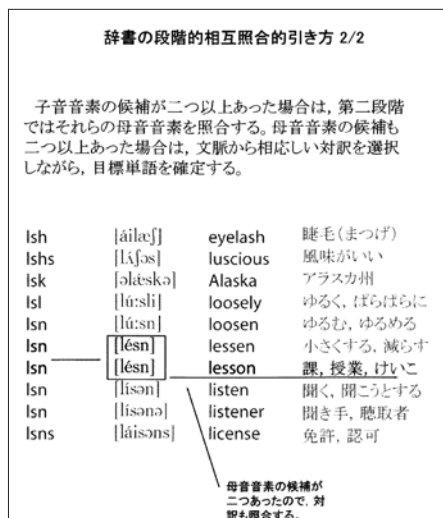 辞書の段階的相互照合的引き方 2/2
子音音素の候補が二つ以上あった場合は，第二段階
ではそれらの母音音素を照合する。母音音素の候補も
二つ以上あった場合は，文脈から相応しい対訳を選択
しながら，目標単語を確定する。
lsh [áilæʃ] eyelash 睫毛(まつげ)
lshs [lʌ́ʃəs] luscious 風味がいい
lsk [əlǽskə] Alaska アラスカ州
lsl [lúːsli] loosely ゆるく, ばらばらに
lsn [lúːsn] loosen ゆるむ, ゆるめる
lsn [lésn] lessen 小さくする, 減らす
lsn [lésn] lesson 課, 授業, けいこ
lsn [lísən] listen 聞く, 聞こうとする
lsn [lísənə] listener 聞き手, 聴取者
lsns [láisəns] license 免許, 認可
母音音素の候補が
二つあったので、対
訳も照合する。